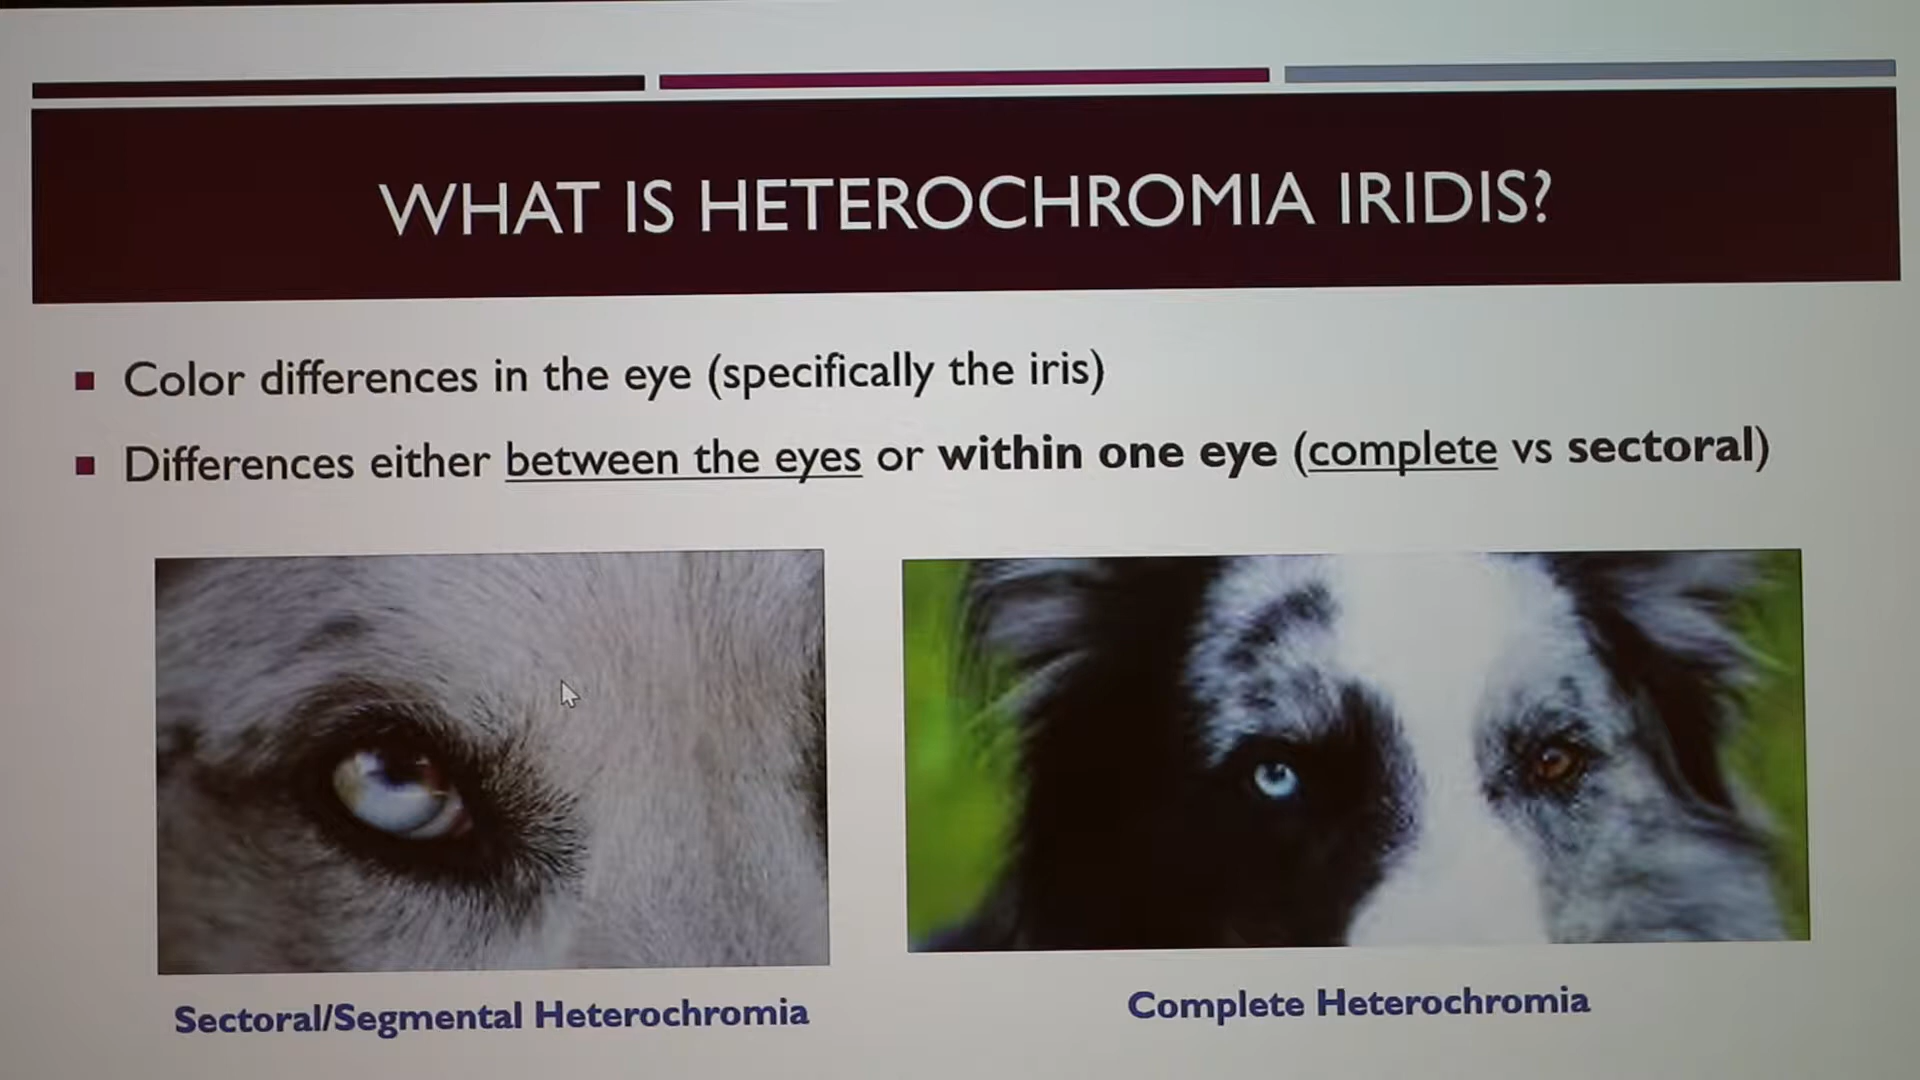 WHAT IS HETEROCHROMIA IRIDIS?
Color differences in the eye (specifically the iris)
Differences either between the eyes or within one eye (complete vs sectoral)
Sectoral/Segmental Heterochromia
Complete Heterochromia